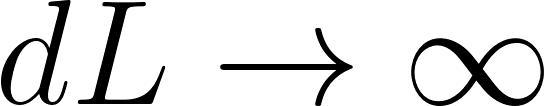 dL → ∞